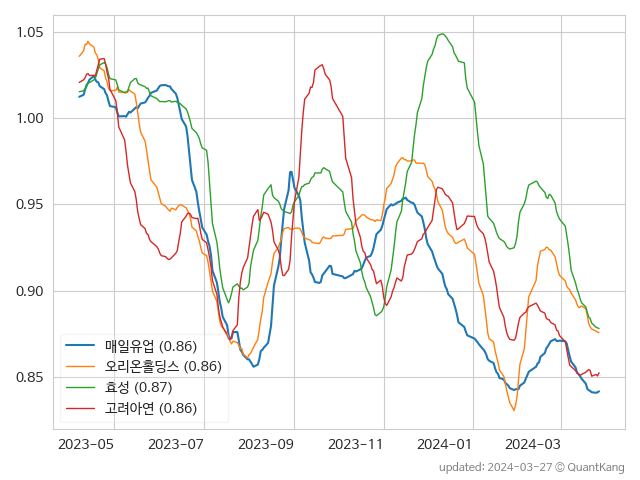 1.05
1.00
0.95
0.90
0.85
매일유업 (0.86)
오리온홀딩스 (0.86)
효성 (0.87)
고려아연 (0.86)
2023-05 2023-07 2023-09 2023-11 2024-01 2024-03
updated: 2024-03-27 © QuantKang